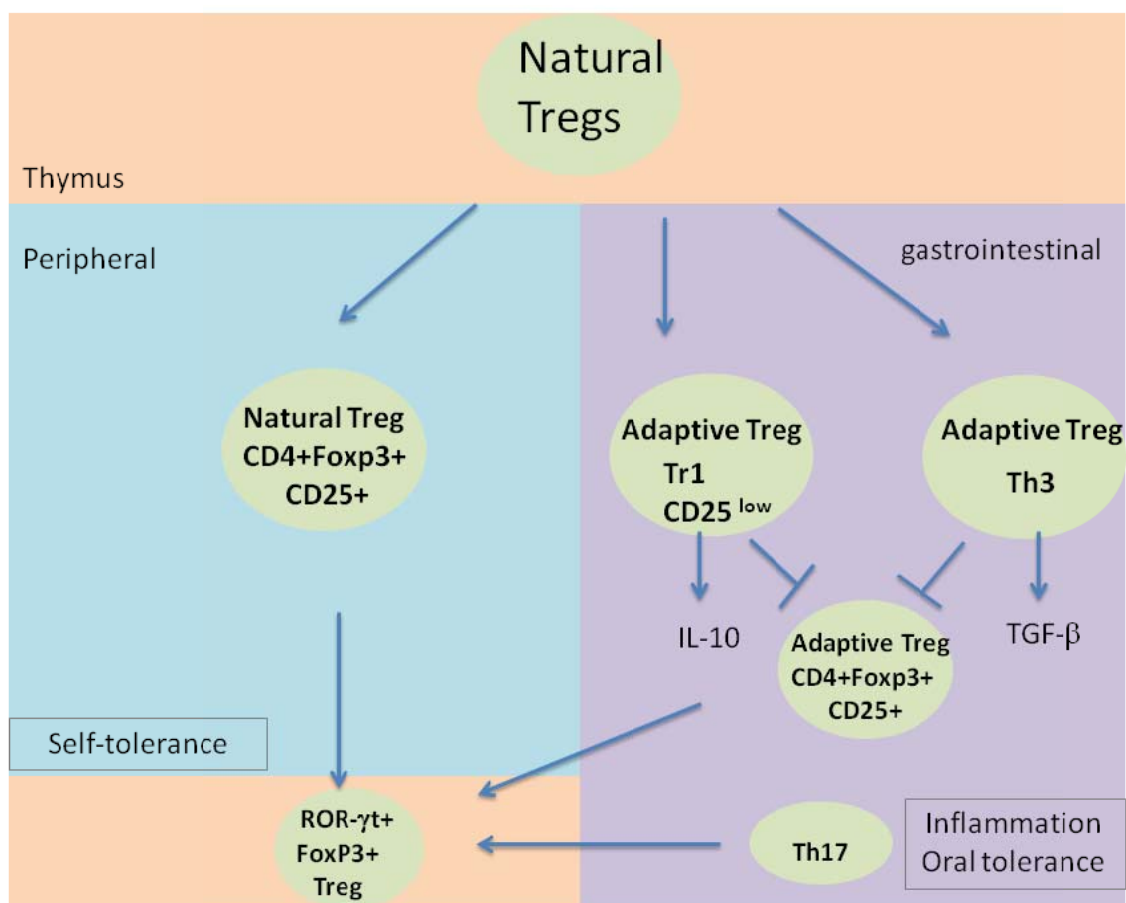 Natural
Tregs
Thymus
Peripheral
gastrointestinal
Natural Treg
CD4+Foxp3+
CD25+
Adaptive Treg
Tr1
CD25 low
Adaptive Treg
Th3
IL-10
Adaptive Treg
CD4+Foxp3+
CD25+
TGF-β
Self-tolerance
ROR-γt+
FoxP3+
Treg
Th17
Inflammation
Oral tolerance